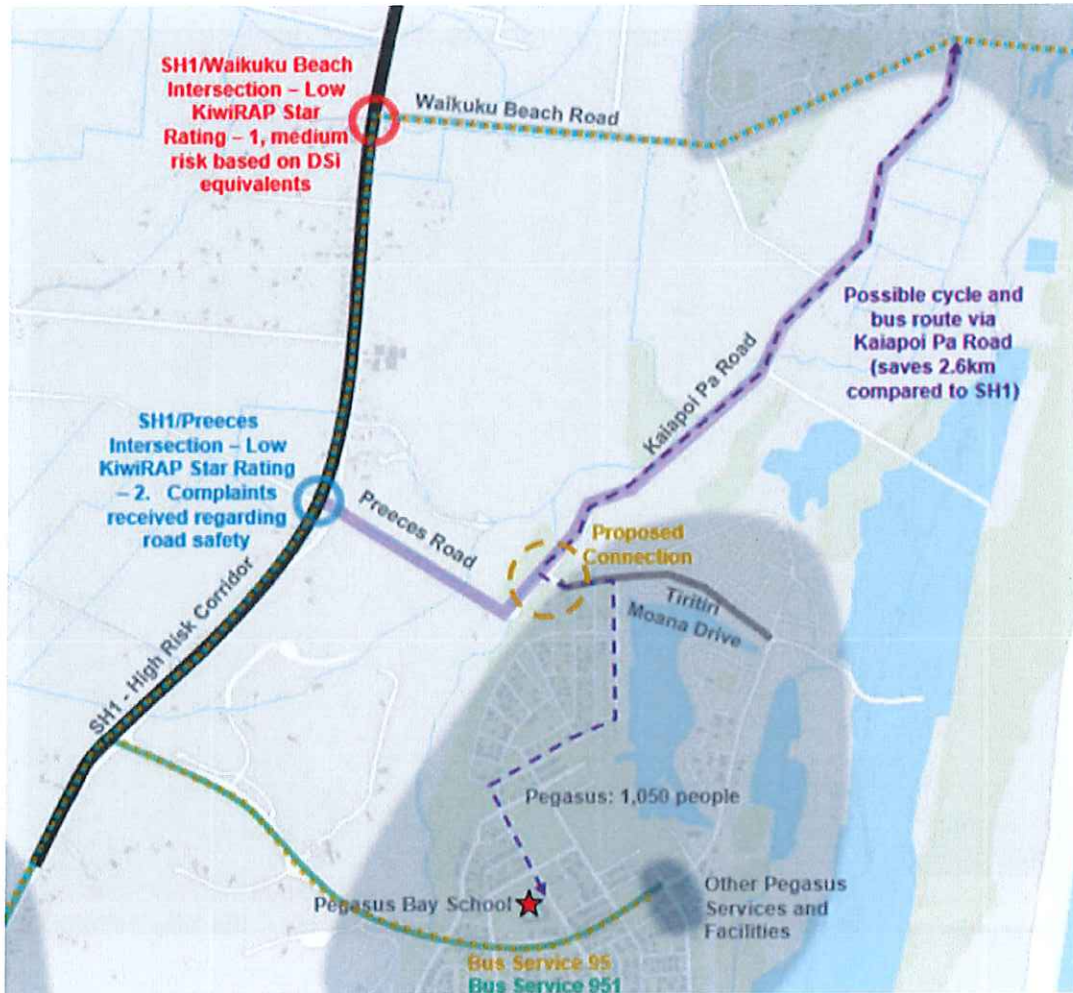 SH1/Waikuku Beach
Intersection – Low
KiwiRAP Star
Rating – 1, medium
risk based on DSi
equivalents
Waikuku Beach Road
Possible cycle and
bus route via
Kaiapoi Pa Road
(saves 2.6km
compared to SH1)
Kaiapoi Pa Road
SH1/Preeces
Intersection – Low
KiwiRAP Star Rating
– 2. Complaints
received regarding
road safety
Preeces Road
Proposed
Connection
Tiritiri
Moana Drive
SH1 - High Risk Corridor
Pegasus: 1,050 people
Pegasus Bay School
Other Pegasus
Services and
Facilities
Bus Service 95
Bus Service 951